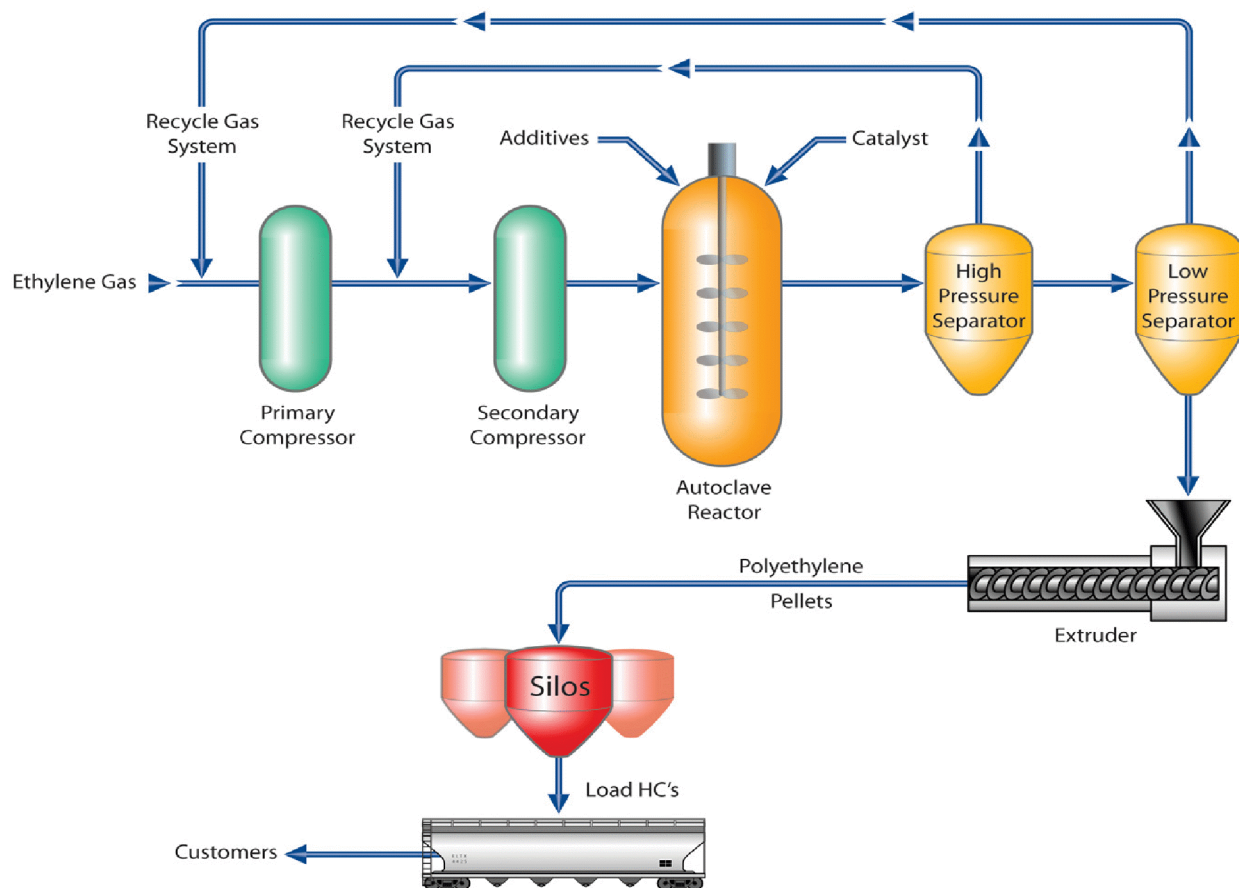 Recycle Gas
System
Recycle Gas
System
Additives
Catalyst
Ethylene Gas
High
Pressure
Separator
Low
Pressure
Separator
Primary
Compressor
Secondary
Compressor
Autoclave
Reactor
Polyethylene
Pellets
Extruder
Silos
Load HC's
Customers